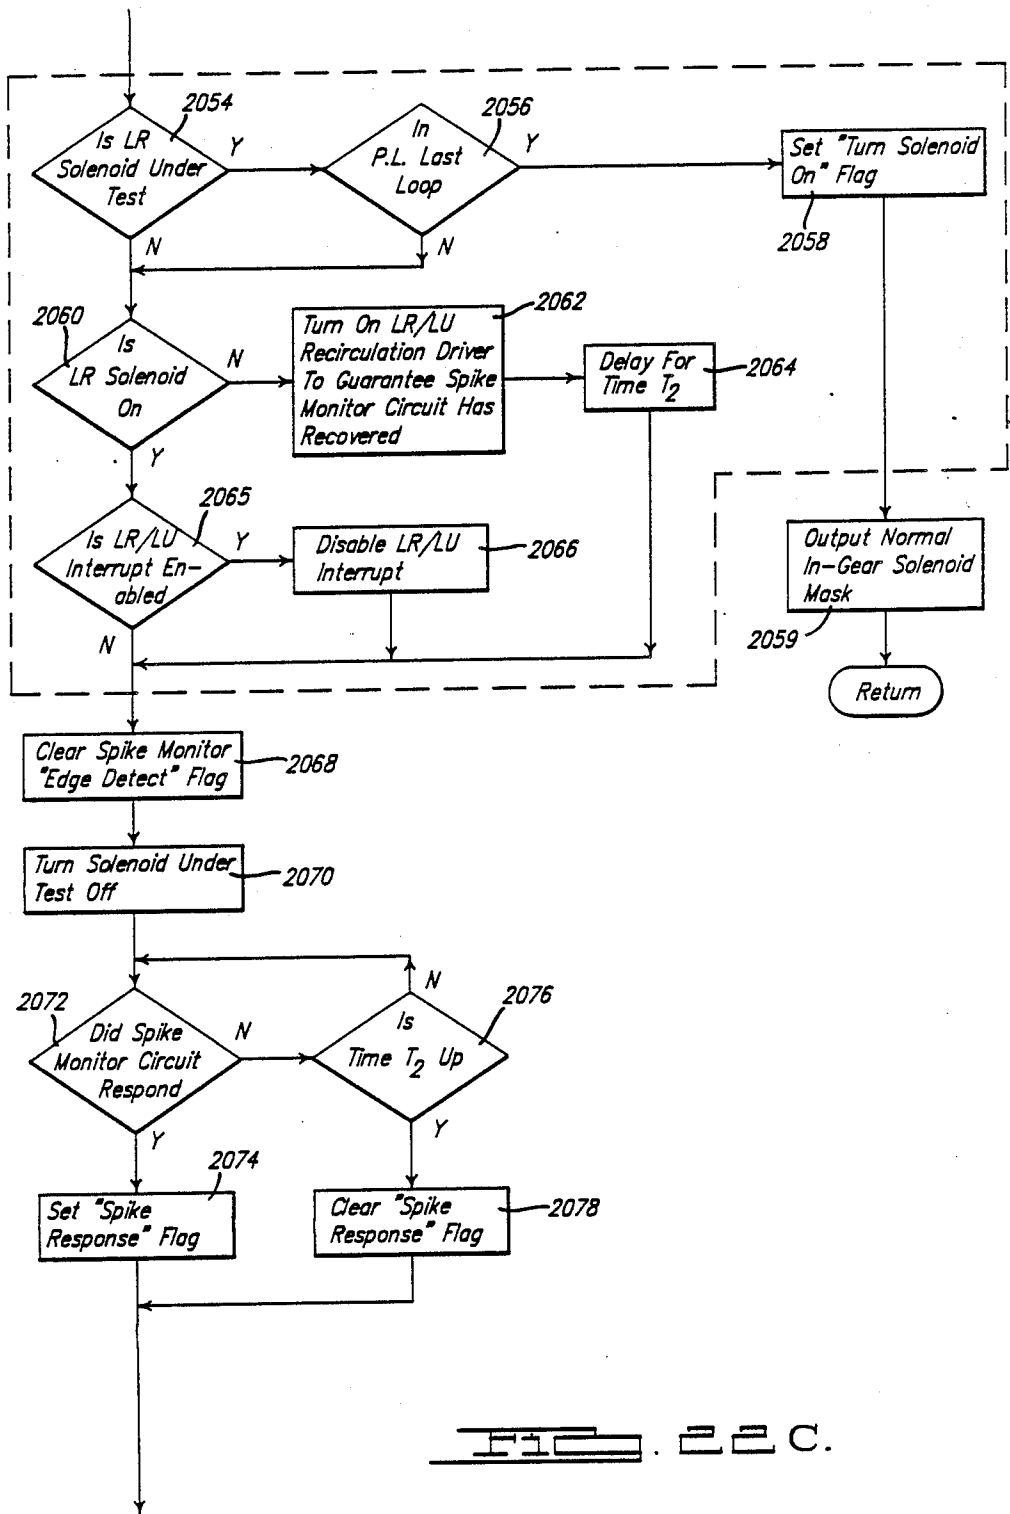 2054
Is LR
Solenoid Under
Test
Y
N
2056
In
P.L. Last
Loop
Y
N
Set "Turn Solenoid
On" Flag
2058
2060
Is
LR Solenoid
On
N
Y
Turn On LR/LU
Recirculation Driver
To Guarantee Spike
Monitor Circuit Has
Recovered
2062
Delay For
Time T2
2064
2065
Is LR/LU
Interrupt En-
abled
Y
N
Disable LR/LU
Interrupt
2066
Output Normal
In-Gear Solenoid
Mask
2059
Return
Clear Spike Monitor
"Edge Detect" Flag
2068
Turn Solenoid Under
Test Off
2070
2072
Did Spike
Monitor Circuit
Respond
N
Y
2076
Is
Time T2 Up
N
Y
2074
Set "Spike
Response" Flag
Clear "Spike
Response" Flag
2078
FIG. 22C.